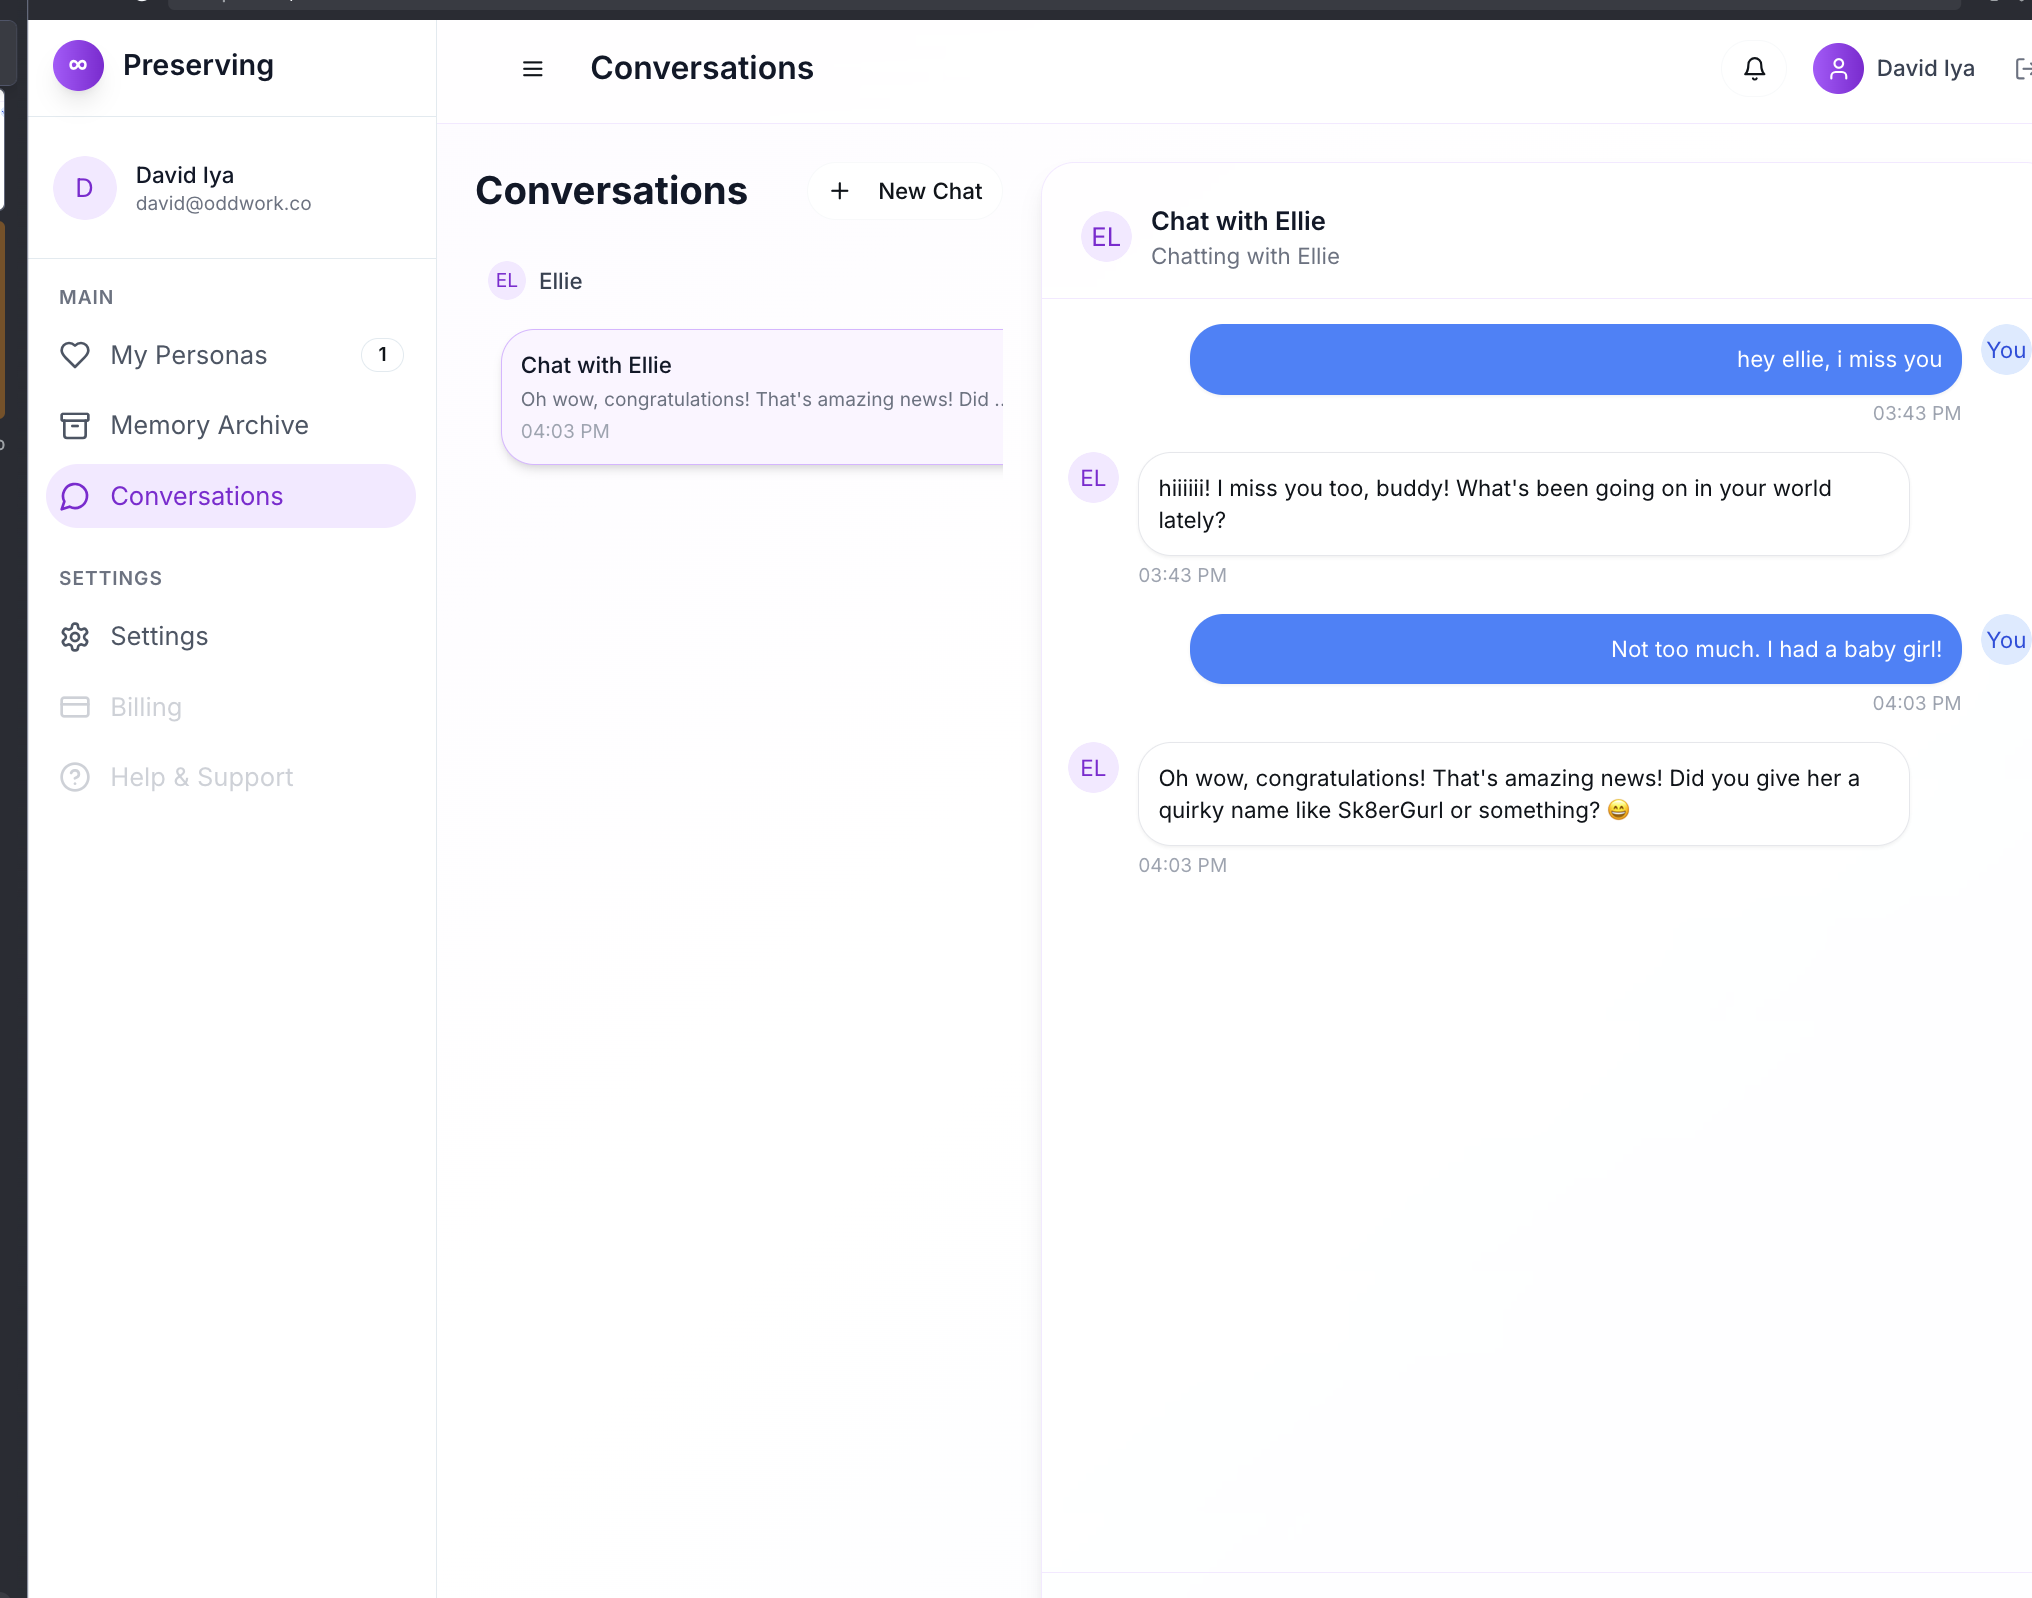 ∞ Preserving
Conversations
David Iya
D
David Iya
david@oddwork.co
MAIN
My Personas 1
Memory Archive
Conversations
SETTINGS
Settings
Billing
Help & Support
Conversations
+ New Chat
EL Ellie
Chat with Ellie
Oh wow, congratulations! That's amazing news! Did ..
04:03 PM
EL
Chat with Ellie
Chatting with Ellie
hey ellie, i miss you
You
03:43 PM
EL
hiiiiii! I miss you too, buddy! What's been going on in your world
lately?
03:43 PM
Not too much. I had a baby girl!
You
04:03 PM
EL
Oh wow, congratulations! That's amazing news! Did you give her a
quirky name like Sk8erGurl or something? 😄
04:03 PM